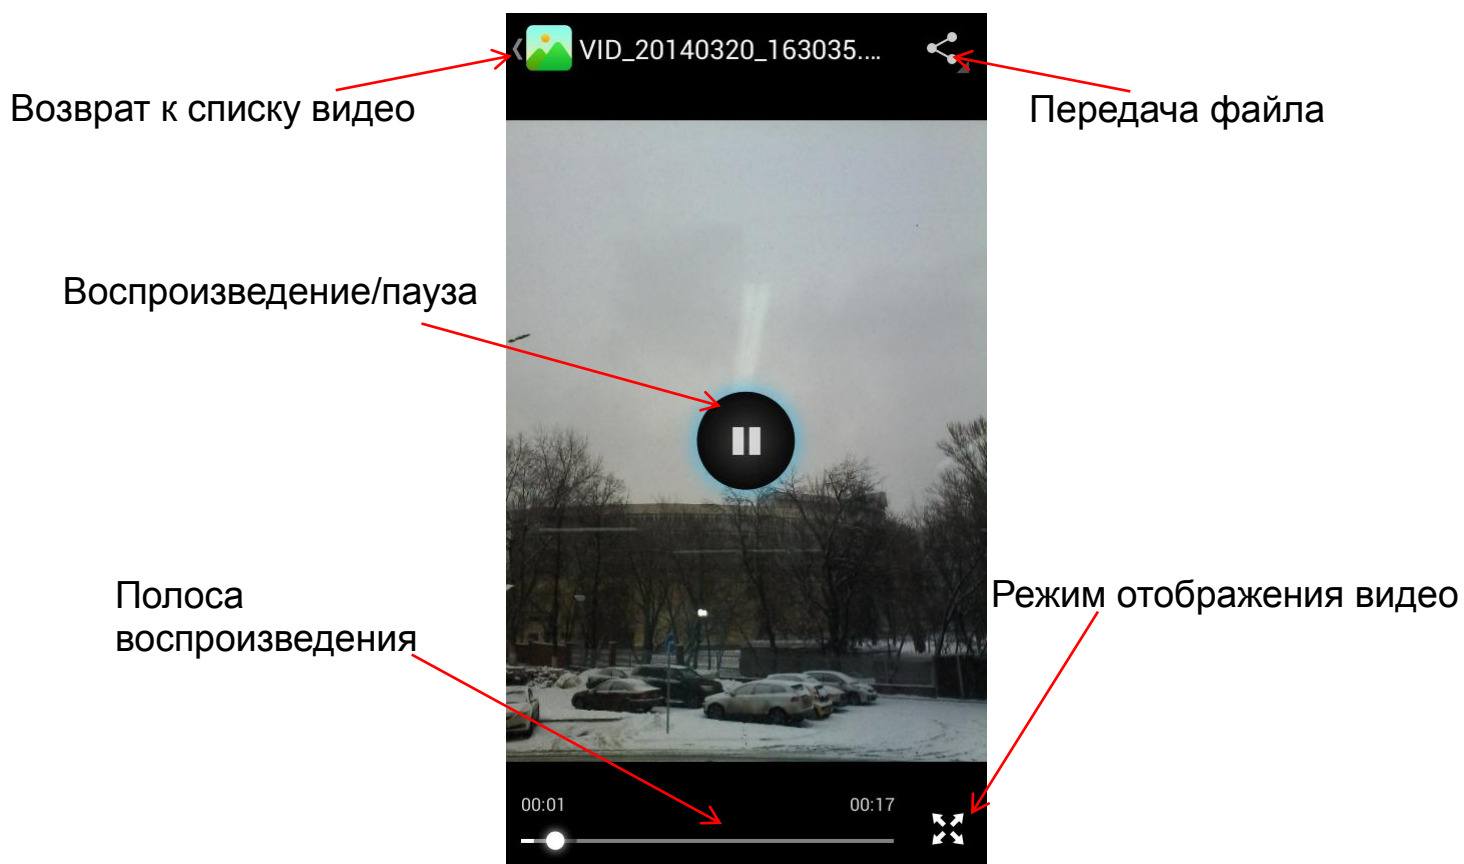 VID_20140320_163035....
Возврат к списку видео
Передача файла
Воспроизведение/пауза
Полоса
воспроизведения
Режим отображения видео
00:01
00:17